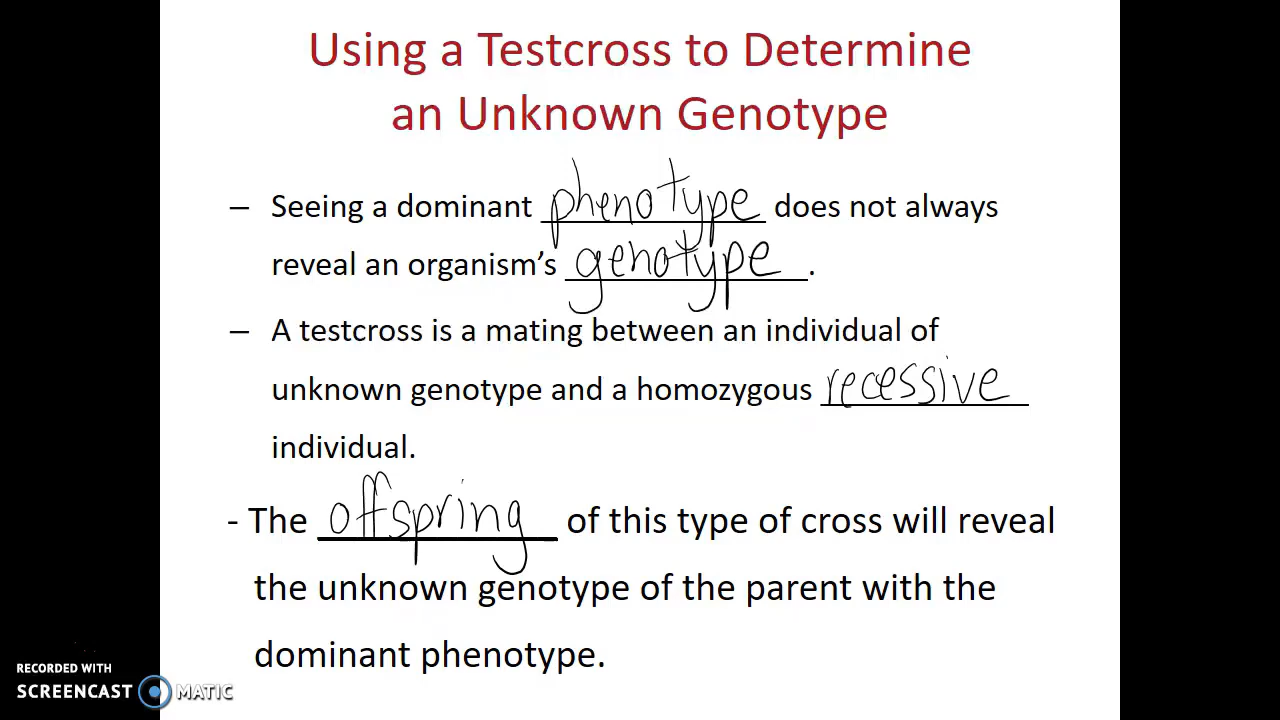 Using a Testcross to Determine
an Unknown Genotype
– Seeing a dominant phenotype does not always
reveal an organism’s genotype.
– A testcross is a mating between an individual of
unknown genotype and a homozygous recessive
individual.
- The offspring of this type of cross will reveal
the unknown genotype of the parent with the
dominant phenotype.
RECORDED WITH
SCREENCAST MATIC